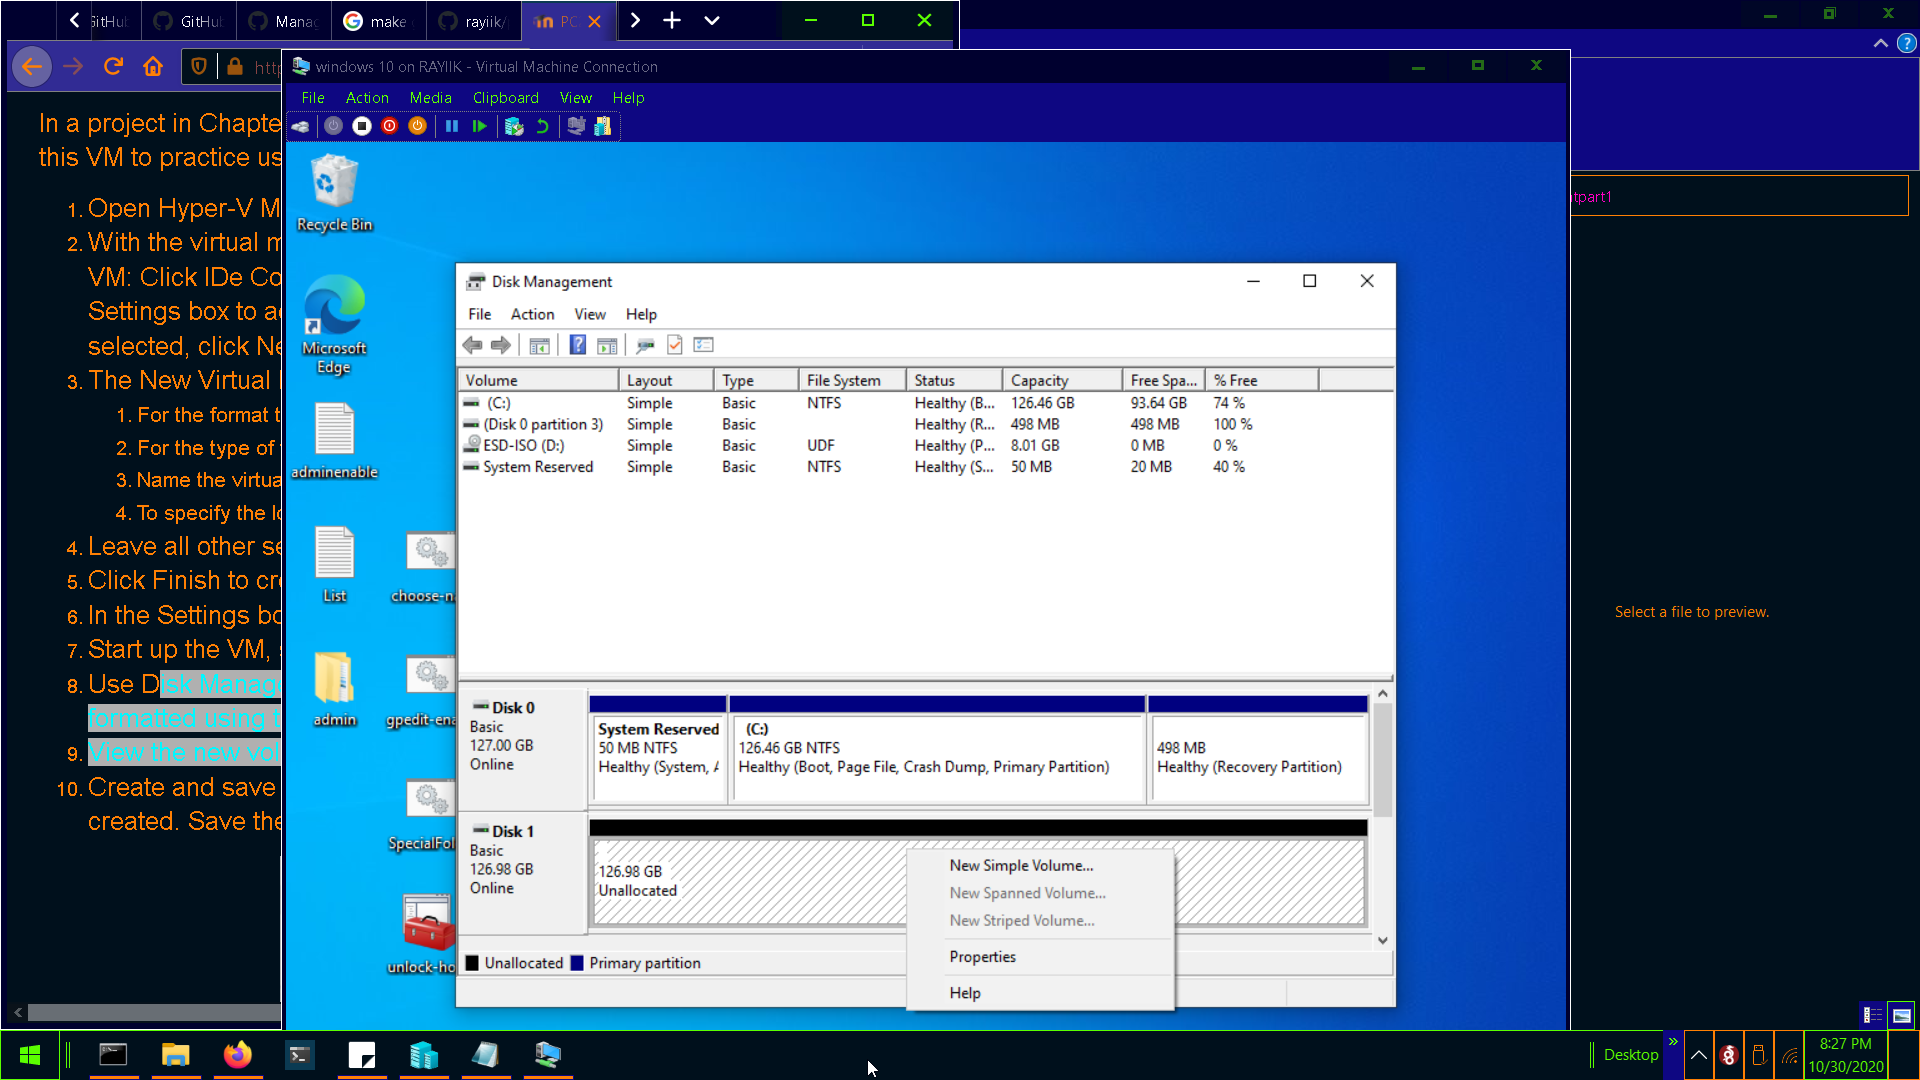 GitHub
GitHu
Manag
make
rayiik/
PC
http
In a project in Chapte
this VM to practice us
1. Open Hyper-V M
2. With the virtual m
VM: Click IDe Co
Settings box to a
selected, click Ne
3. The New Virtual
1. For the format t
2. For the type of
3. Name the virtua
4. To specify the lo
4. Leave all other se
5. Click Finish to cre
6. In the Settings bo
7. Start up the VM, s
8. Use Disk Manage
formatted using t
9. View the new vol
10. Create and save
created. Save the
windows 10 on RAYIIK - Virtual Machine Connection
File Action Media Clipboard View Help
Recycle Bin
Microsoft
Edge
adminenable
List
choose-na
admin
gpedit-ena
SpecialFol
unlock-ho
Disk Management
File Action View Help
Volume Layout Type File System Status Capacity Free Spa... % Free
(C:) Simple Basic NTFS Healthy (B... 126.46 GB 93.64 GB 74 %
(Disk 0 partition 3) Simple Basic Healthy (R... 498 MB 498 MB 100 %
ESD-ISO (D:) Simple Basic UDF Healthy (P... 8.01 GB 0 MB 0 %
System Reserved Simple Basic NTFS Healthy (S... 50 MB 20 MB 40 %
Disk 0
Basic
127.00 GB
Online
System Reserved
50 MB NTFS
Healthy (System, A
(C:)
126.46 GB NTFS
Healthy (Boot, Page File, Crash Dump, Primary Partition)
498 MB
Healthy (Recovery Partition)
Disk 1
Basic
126.98 GB
Online
126.98 GB
Unallocated
New Simple Volume...
New Spanned Volume...
New Striped Volume...
Properties
Help
Unallocated Primary partition
tpart1
Select a file to preview.
Desktop
8:27 PM
10/30/2020